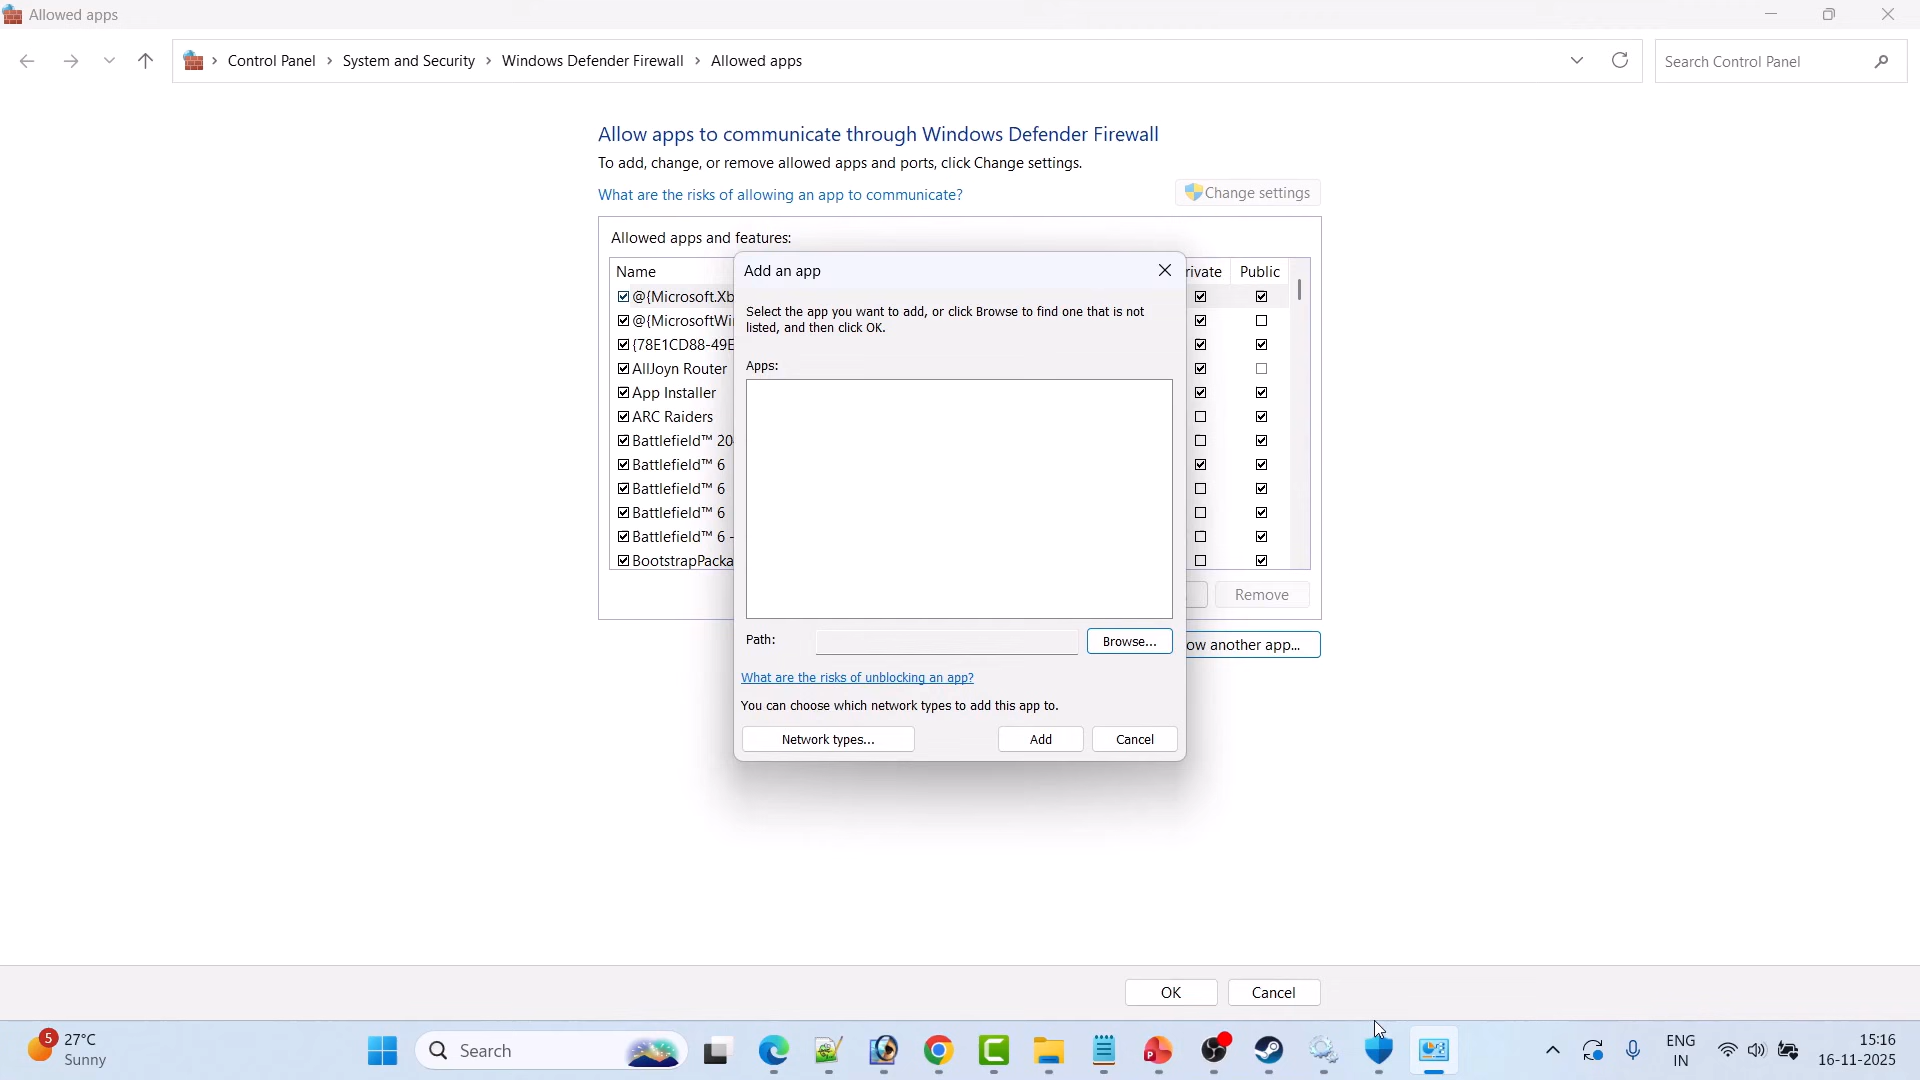 Allowed apps
Control Panel > System and Security > Windows Defender Firewall > Allowed apps
Search Control Panel
Allow apps to communicate through Windows Defender Firewall
To add, change, or remove allowed apps and ports, click Change settings.
What are the risks of allowing an app to communicate?
Change settings
Allowed apps and features:
Name
rivate
Public
@{Microsoft.Xb
@{MicrosoftWi
{78E1CD88-49E
AllJoyn Router
App Installer
ARC Raiders
Battlefield™ 20
Battlefield™ 6
Battlefield™ 6
Battlefield™ 6
Battlefield™ 6 -
BootstrapPacka
Remove
ow another app...
Add an app
Select the app you want to add, or click Browse to find one that is not
listed, and then click OK.
Apps:
Path:
Browse...
What are the risks of unblocking an app?
You can choose which network types to add this app to.
Network types...
Add
Cancel
OK
Cancel
5
27°C
Sunny
Search
ENG
IN
15:16
16-11-2025